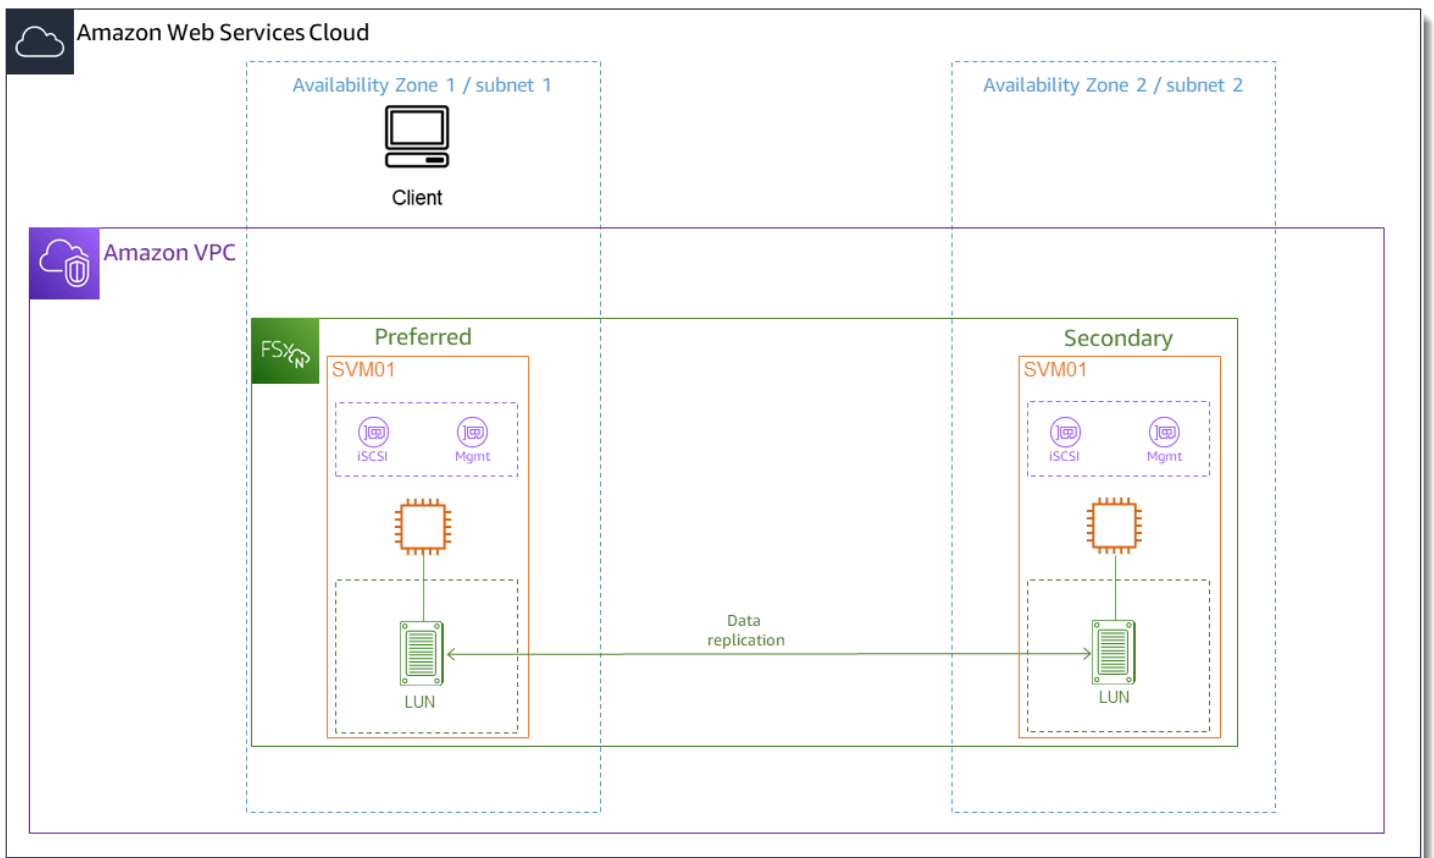 Amazon Web Services Cloud
Availability Zone 1 / subnet 1
Availability Zone 2 / subnet 2
Client
Amazon VPC
FSx
N
Preferred
Secondary
SVM01
SVM01
iSCSI
Mgmt
iSCSI
Mgmt
Data
replication
LUN
LUN